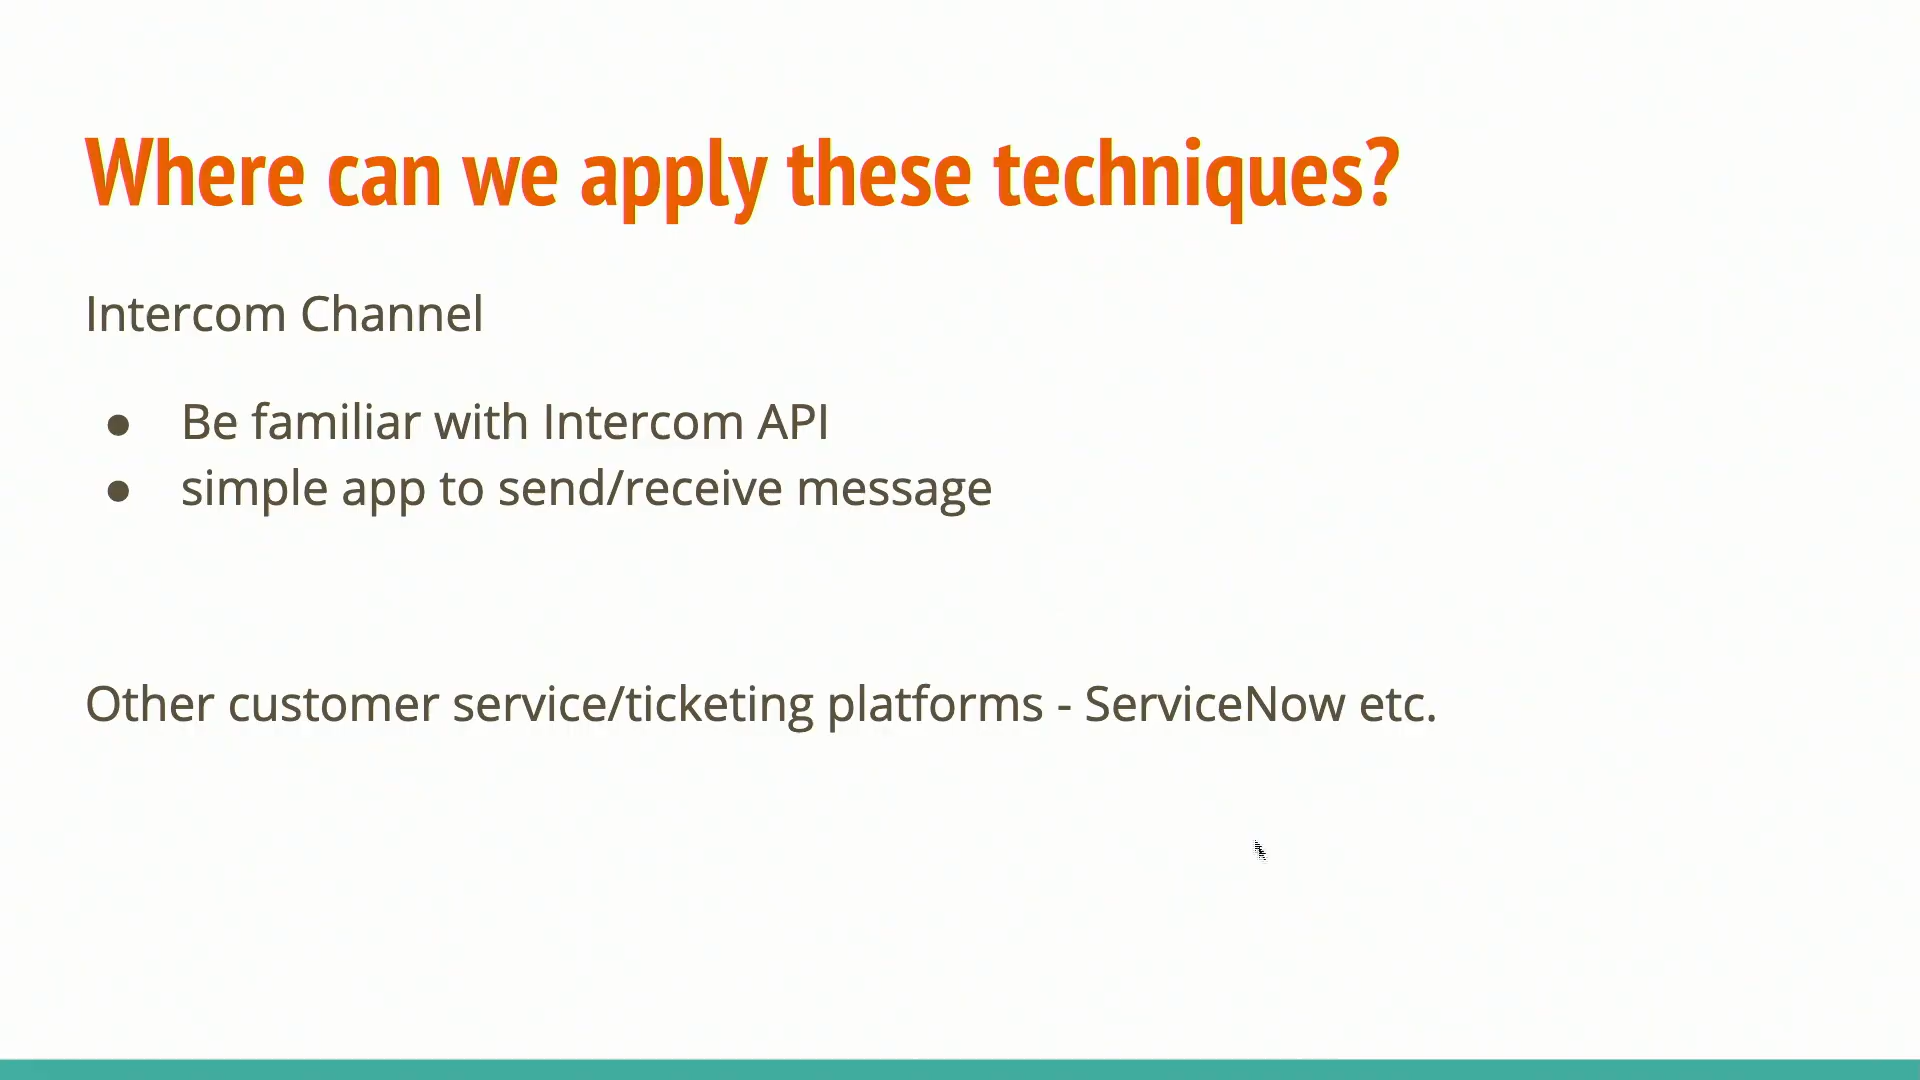 Where can we apply these techniques?
Intercom Channel
● Be familiar with Intercom API
● simple app to send/receive message
Other customer service/ticketing platforms - ServiceNow etc.